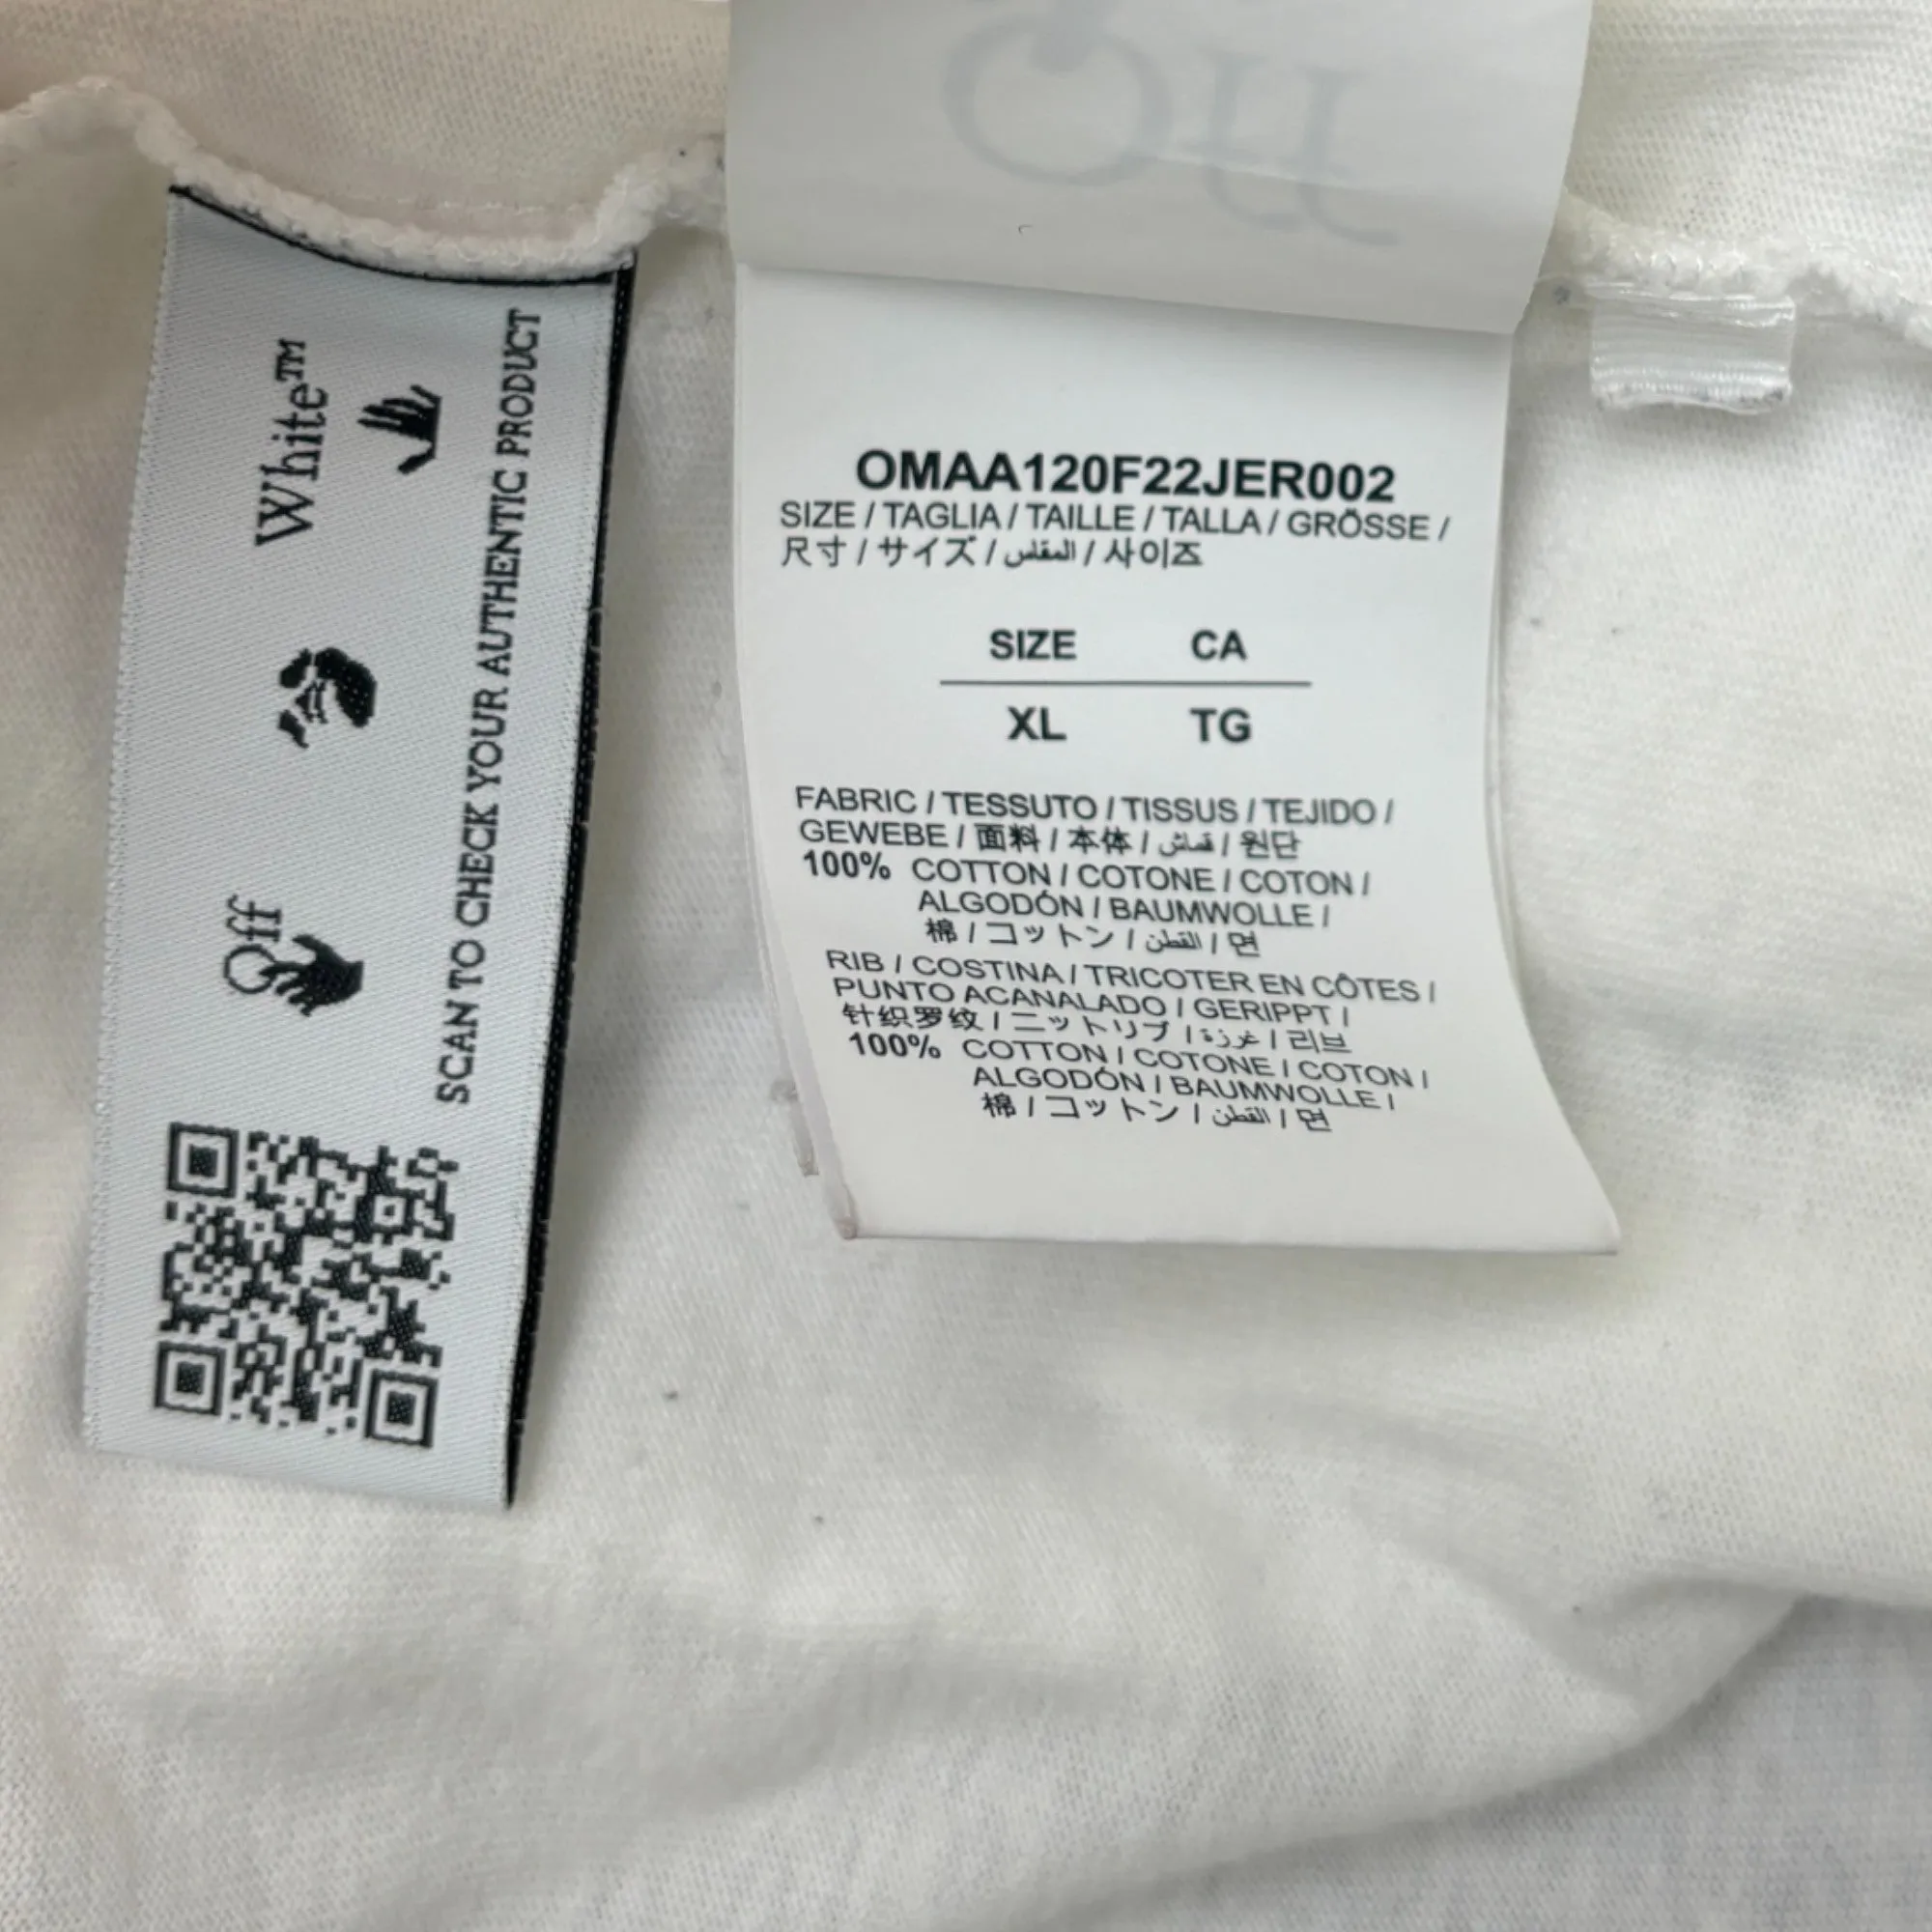 Off White™
SCAN TO CHECK YOUR AUTHENTIC PRODUCT
Off
OMAA120F22JER002
SIZE / TAGLIA / TAILLE / TALLA / GRÖSSE /
尺寸 / サイズ / المقاس / 사이즈
SIZE CA
XL TG
FABRIC / TESSUTO / TISSUS / TEJIDO /
GEWEBE / 面料 / 本体 / قماش / 원단
100% COTTON / COTONE / COTON /
ALGODÓN / BAUMWOLLE /
棉 / コットン / القطن / 면
RIB / COSTINA / TRICOTER EN CÔTES /
PUNTO ACANALADO / GERIPPT /
针织罗纹 / ニットリブ / غرزة / 리브
100% COTTON / COTONE / COTON /
ALGODÓN / BAUMWOLLE /
棉 / コットン / القطن / 면